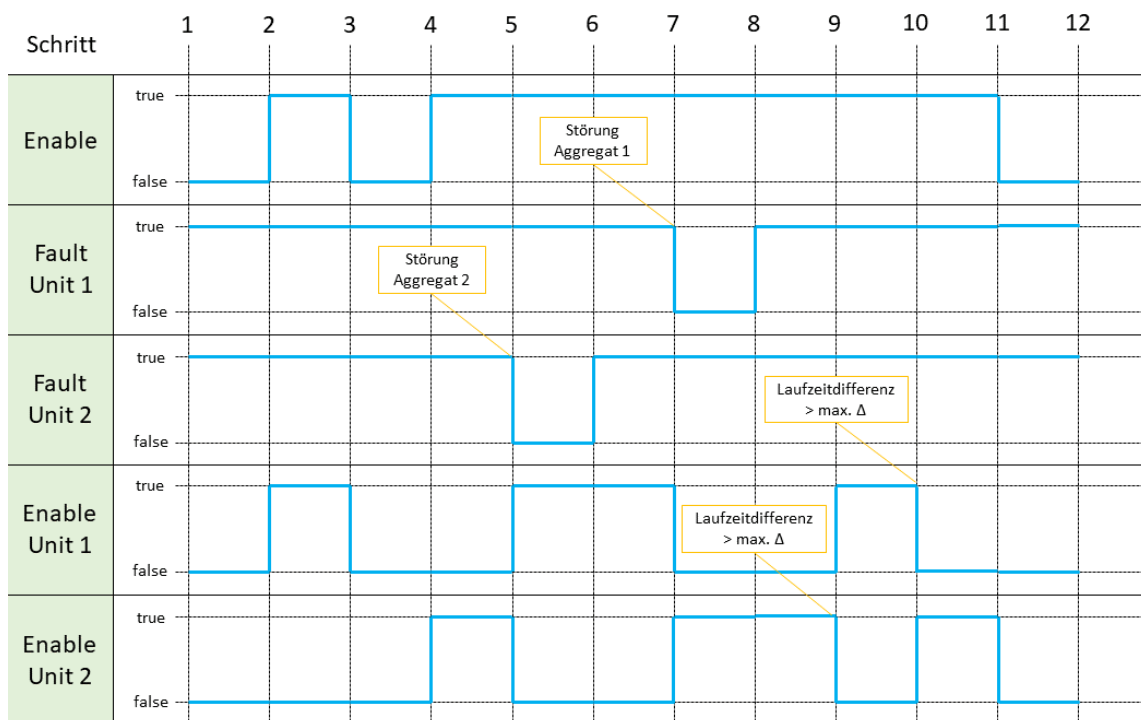 Schritt
1 2 3 4 5 6 7 8 9 10 11 12
Enable
true
false
Störung
Aggregat 1
Fault
Unit 1
true
false
Störung
Aggregat 2
Fault
Unit 2
true
false
Laufzeitdifferenz
> max. Δ
Enable
Unit 1
true
false
Laufzeitdifferenz
> max. Δ
Enable
Unit 2
true
false